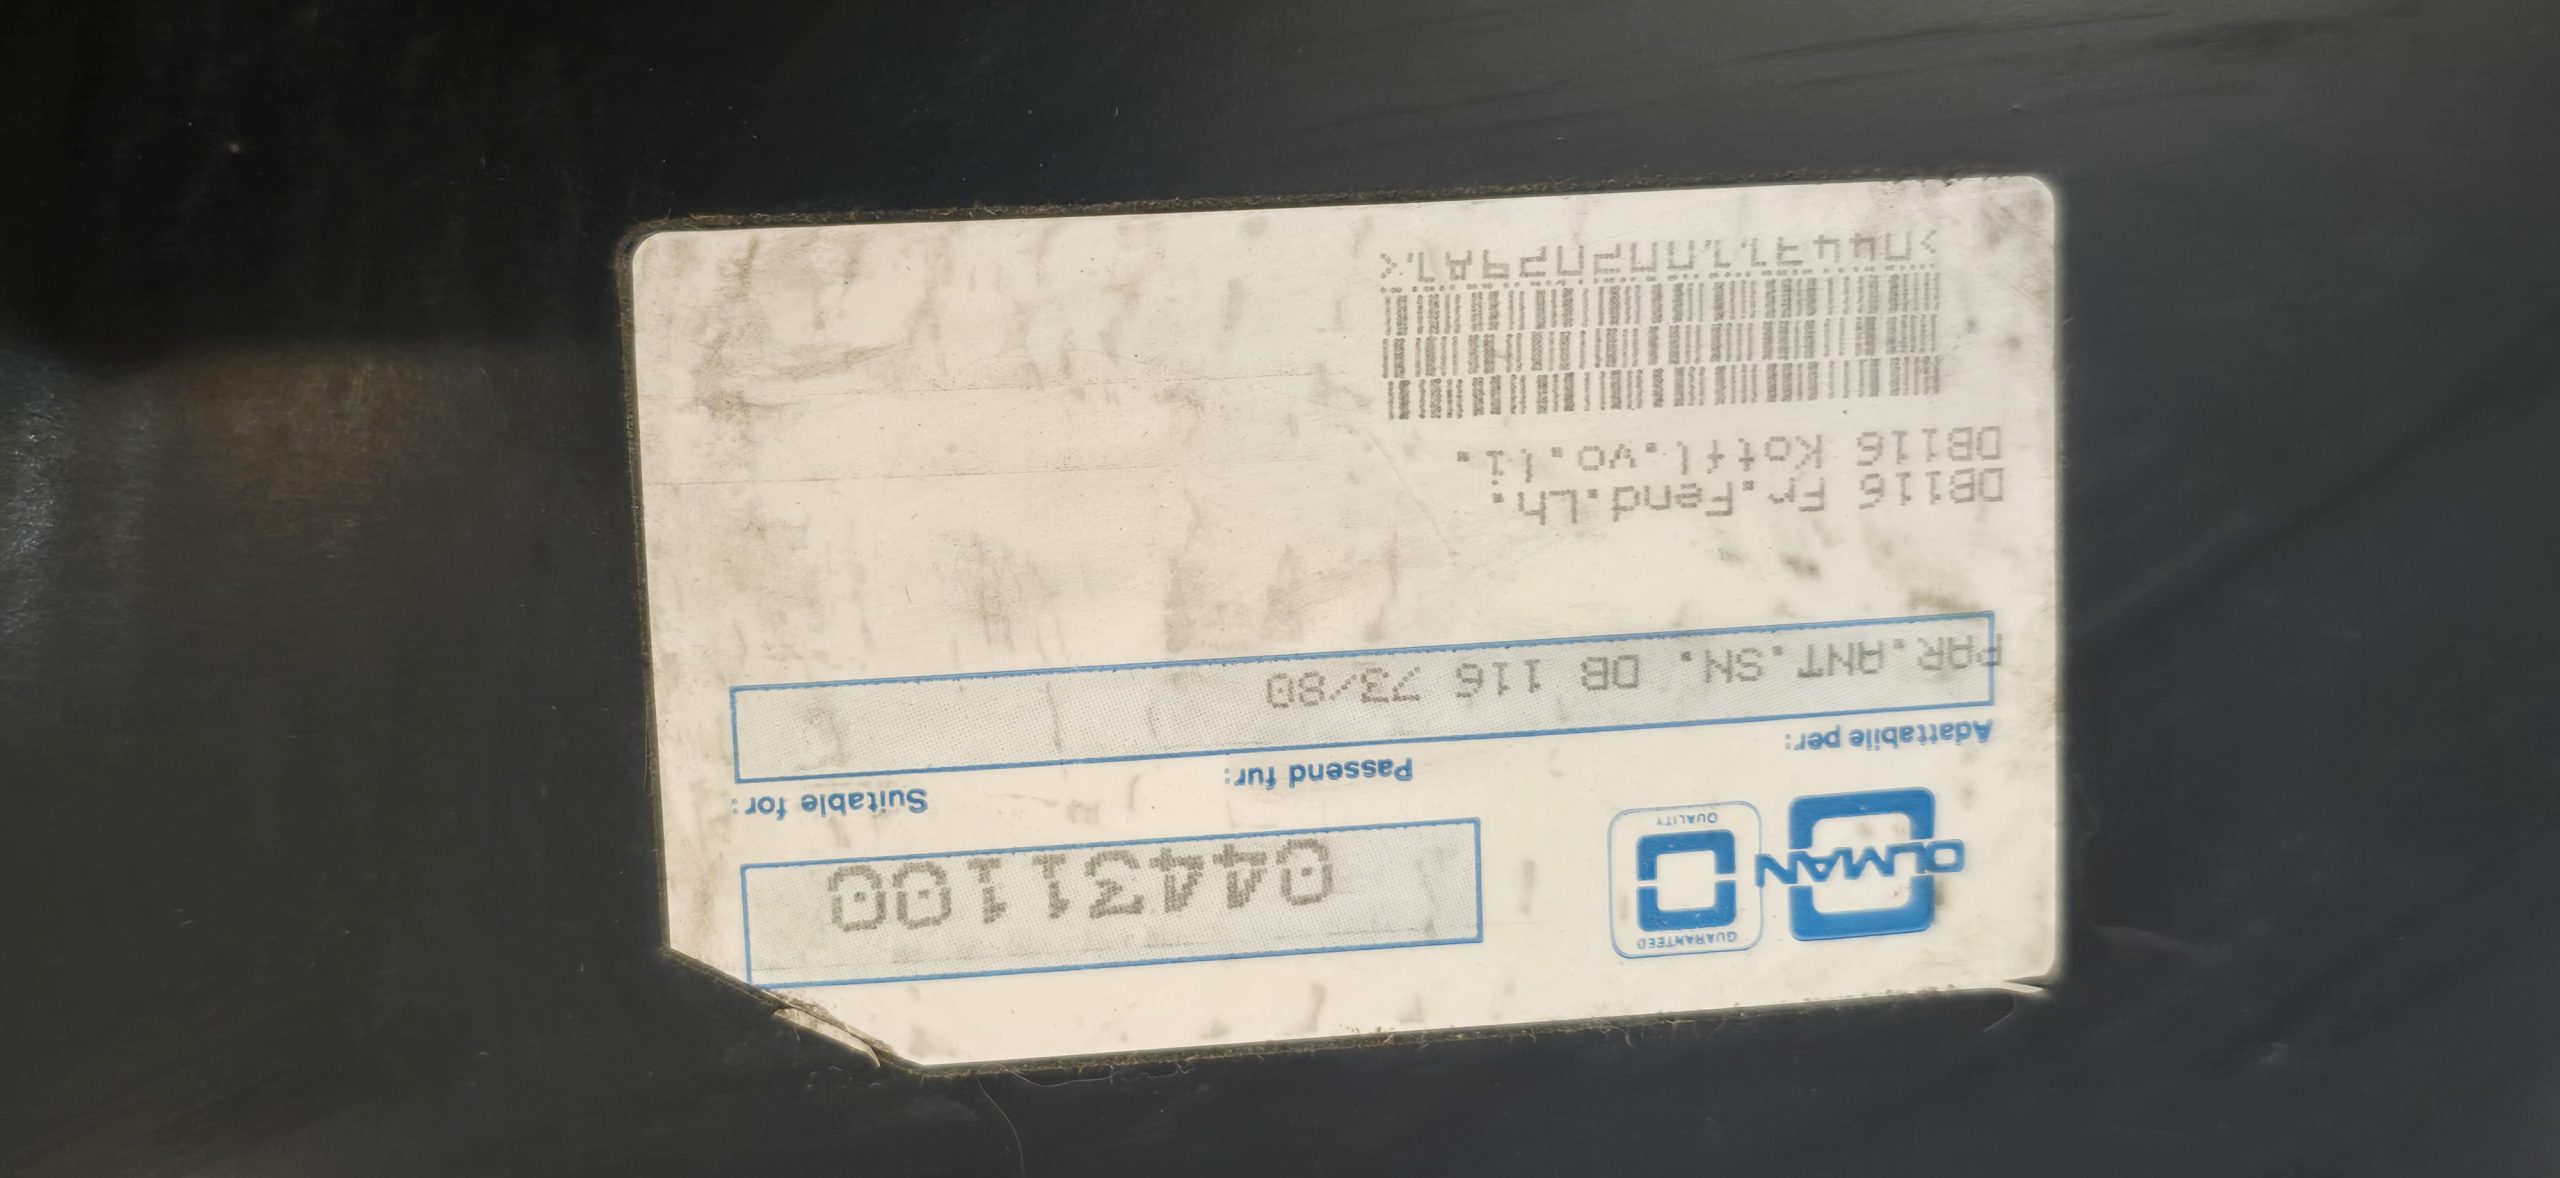 OLMAN
GUARANTEED
QUALITY
04431100
Adattabile per:
Passend fur:
Suitable for:
PAR.ANT.SN. DB 116 73/80
DB116 Fr.Fend.Lh.
DB116 Kotfl.vo.li.